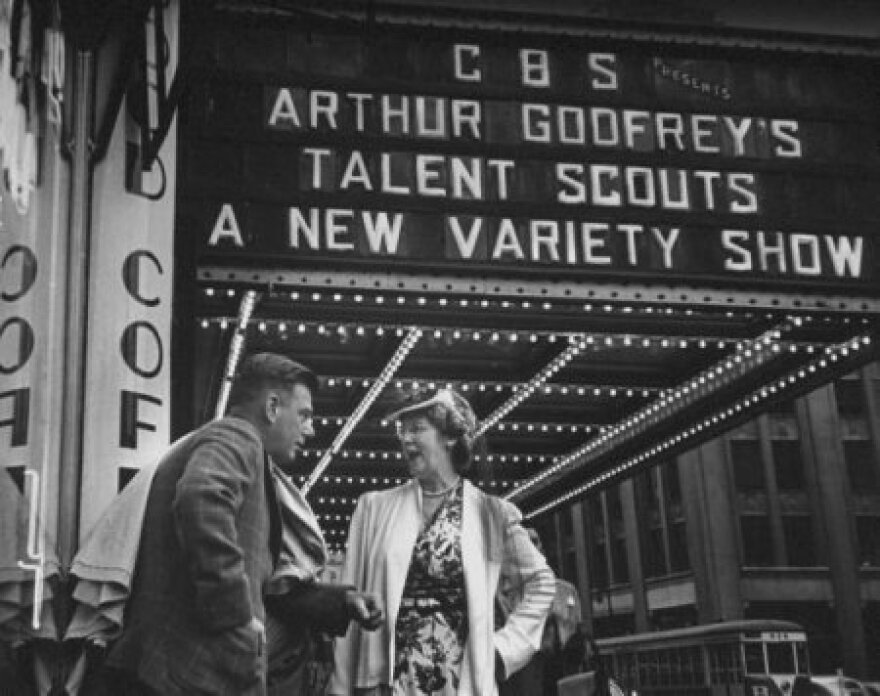 CBS PRESENTS
ARTHUR GODFREY'S
TALENT SCOUTS
A NEW VARIETY SHOW